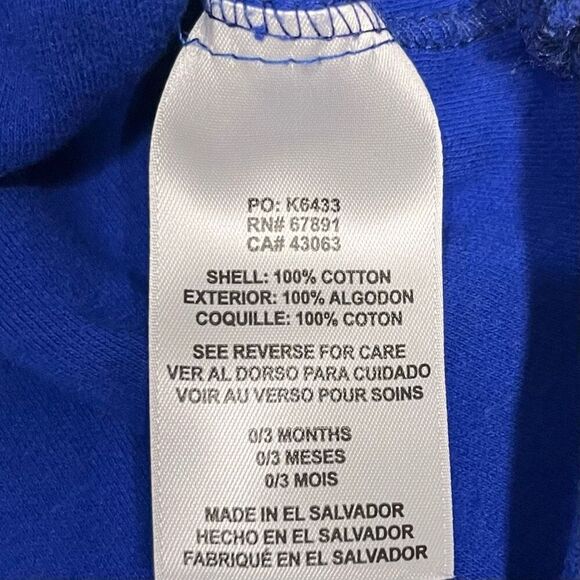 PO: K6433
RN# 67891
CA# 43063
SHELL: 100% COTTON
EXTERIOR: 100% ALGODON
COQUILLE: 100% COTON
SEE REVERSE FOR CARE
VER AL DORSO PARA CUIDADO
VOIR AU VERSO POUR SOINS
0/3 MONTHS
0/3 MESES
0/3 MOIS
MADE IN EL SALVADOR
HECHO EN EL SALVADOR
FABRIQUÉ EN EL SALVADOR